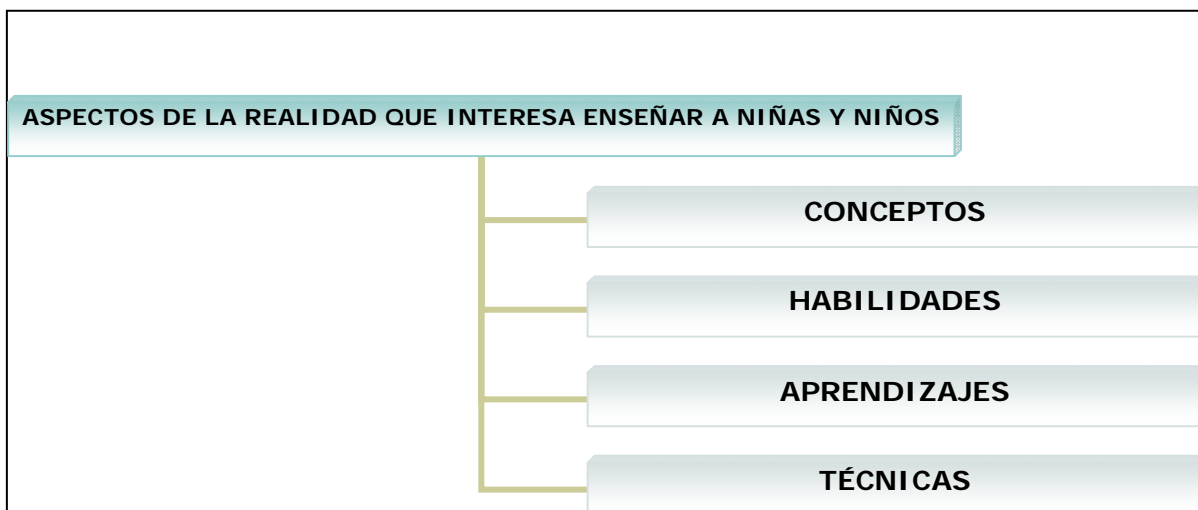 ASPECTOS DE LA REALIDAD QUE INTERESA ENSEÑAR A NIÑAS Y NIÑOS
CONCEPTOS
HABILIDADES
APRENDIZAJES
TÉCNICAS